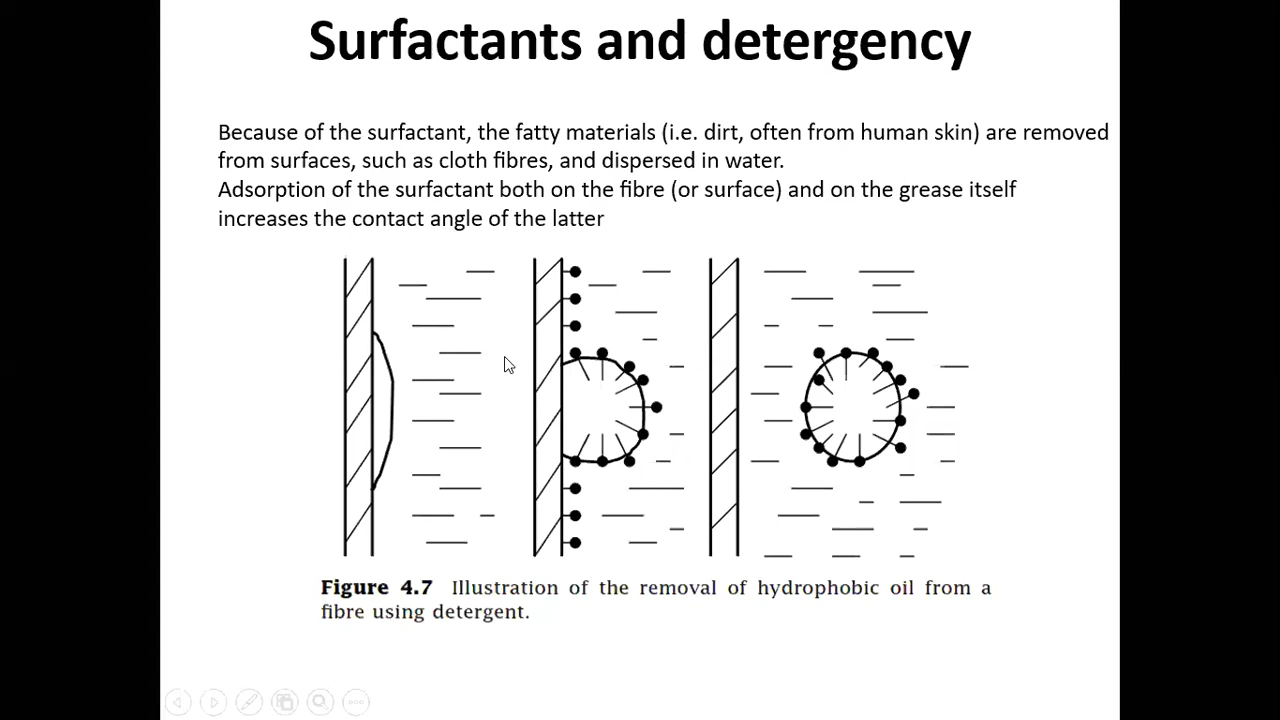 Surfactants and detergency
Because of the surfactant, the fatty materials (i.e. dirt, often from human skin) are removed
from surfaces, such as cloth fibres, and dispersed in water.
Adsorption of the surfactant both on the fibre (or surface) and on the grease itself
increases the contact angle of the latter
Figure 4.7 Illustration of the removal of hydrophobic oil from a
fibre using detergent.